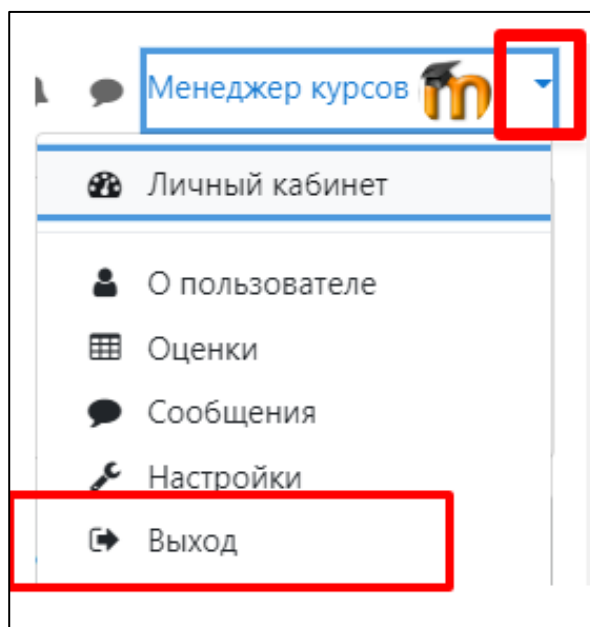 Менеджер курсов
Личный кабинет
О пользователе
Оценки
Сообщения
Настройки
Выход